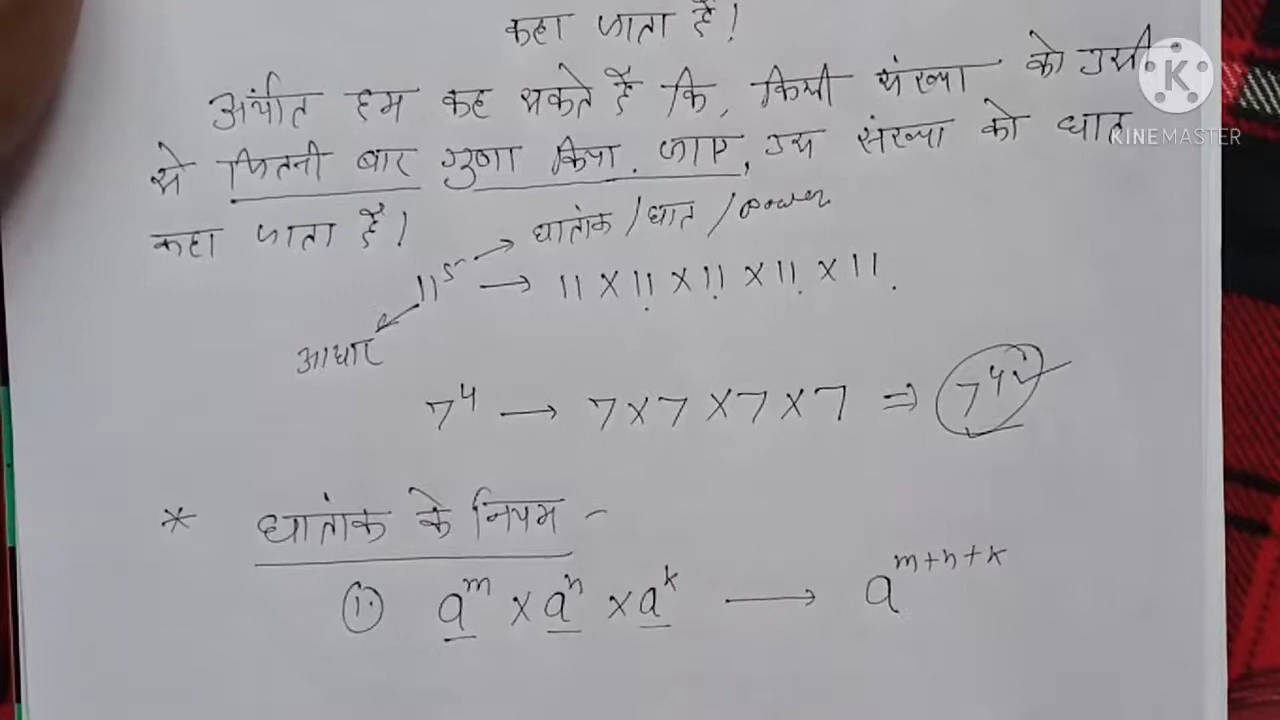 कहा जाता है!
अर्थात हम कह सकते हैं कि, किसी संख्या को उसी
से जितनी बार गुणा किया जाए, उस संख्या को घात
कहा जाता है!
घातांक / घात / power
11⁵ → 11 × 11 × 11 × 11 × 11
आधार
7⁴ → 7 × 7 × 7 × 7 ⇒ 7⁴
* घातांक के नियम -
① aᵐ × aⁿ × aᵏ → aᵐ⁺ⁿ⁺ᵏ
K
KINEMASTER